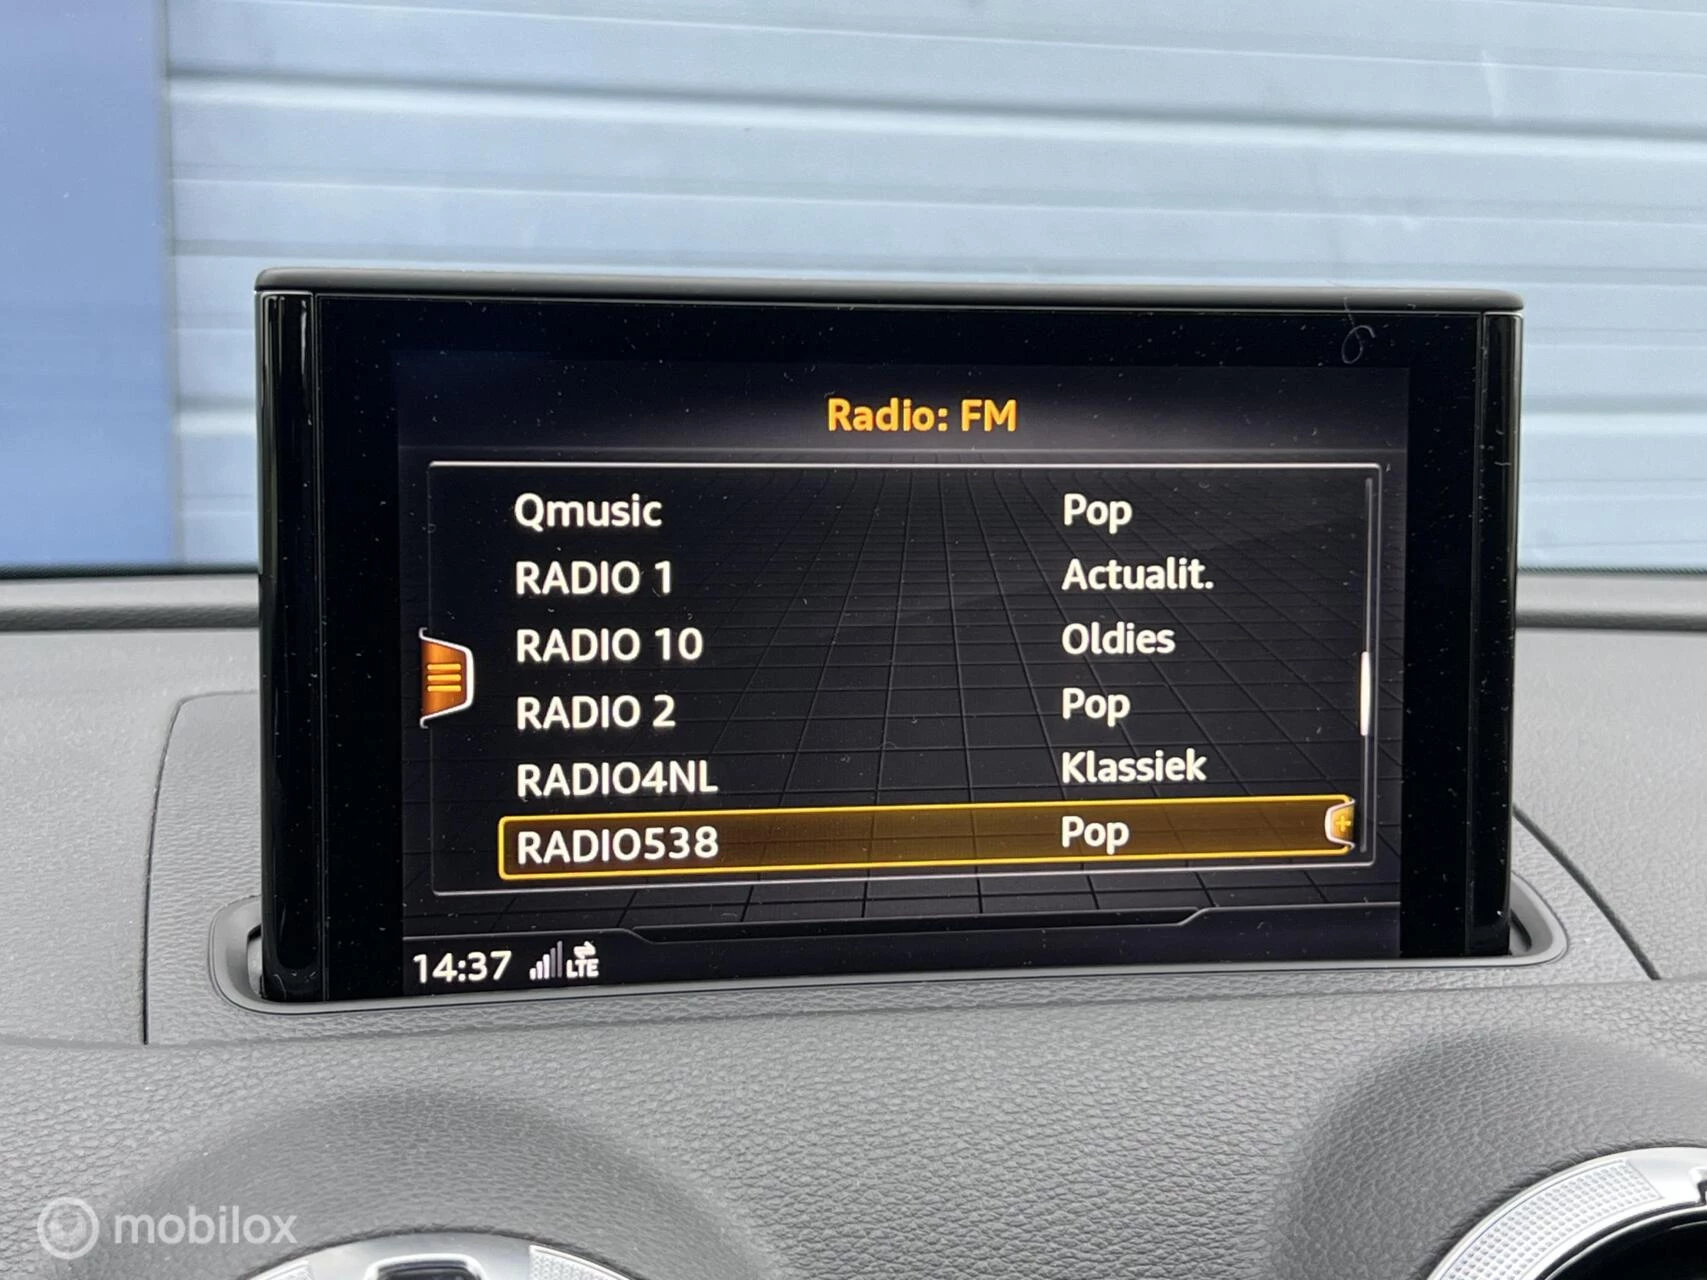 Radio: FM
Qmusic Pop
RADIO 1 Actualit.
RADIO 10 Oldies
RADIO 2 Pop
RADIO4NL Klassiek
RADIO538 Pop
14:37 LTE
mobilox